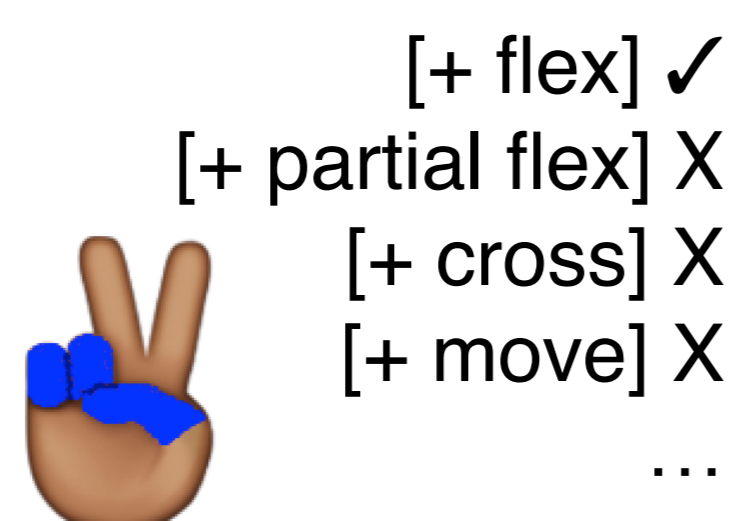 [+ flex] ✓
[+ partial flex] X
[+ cross] X
[+ move] X
…